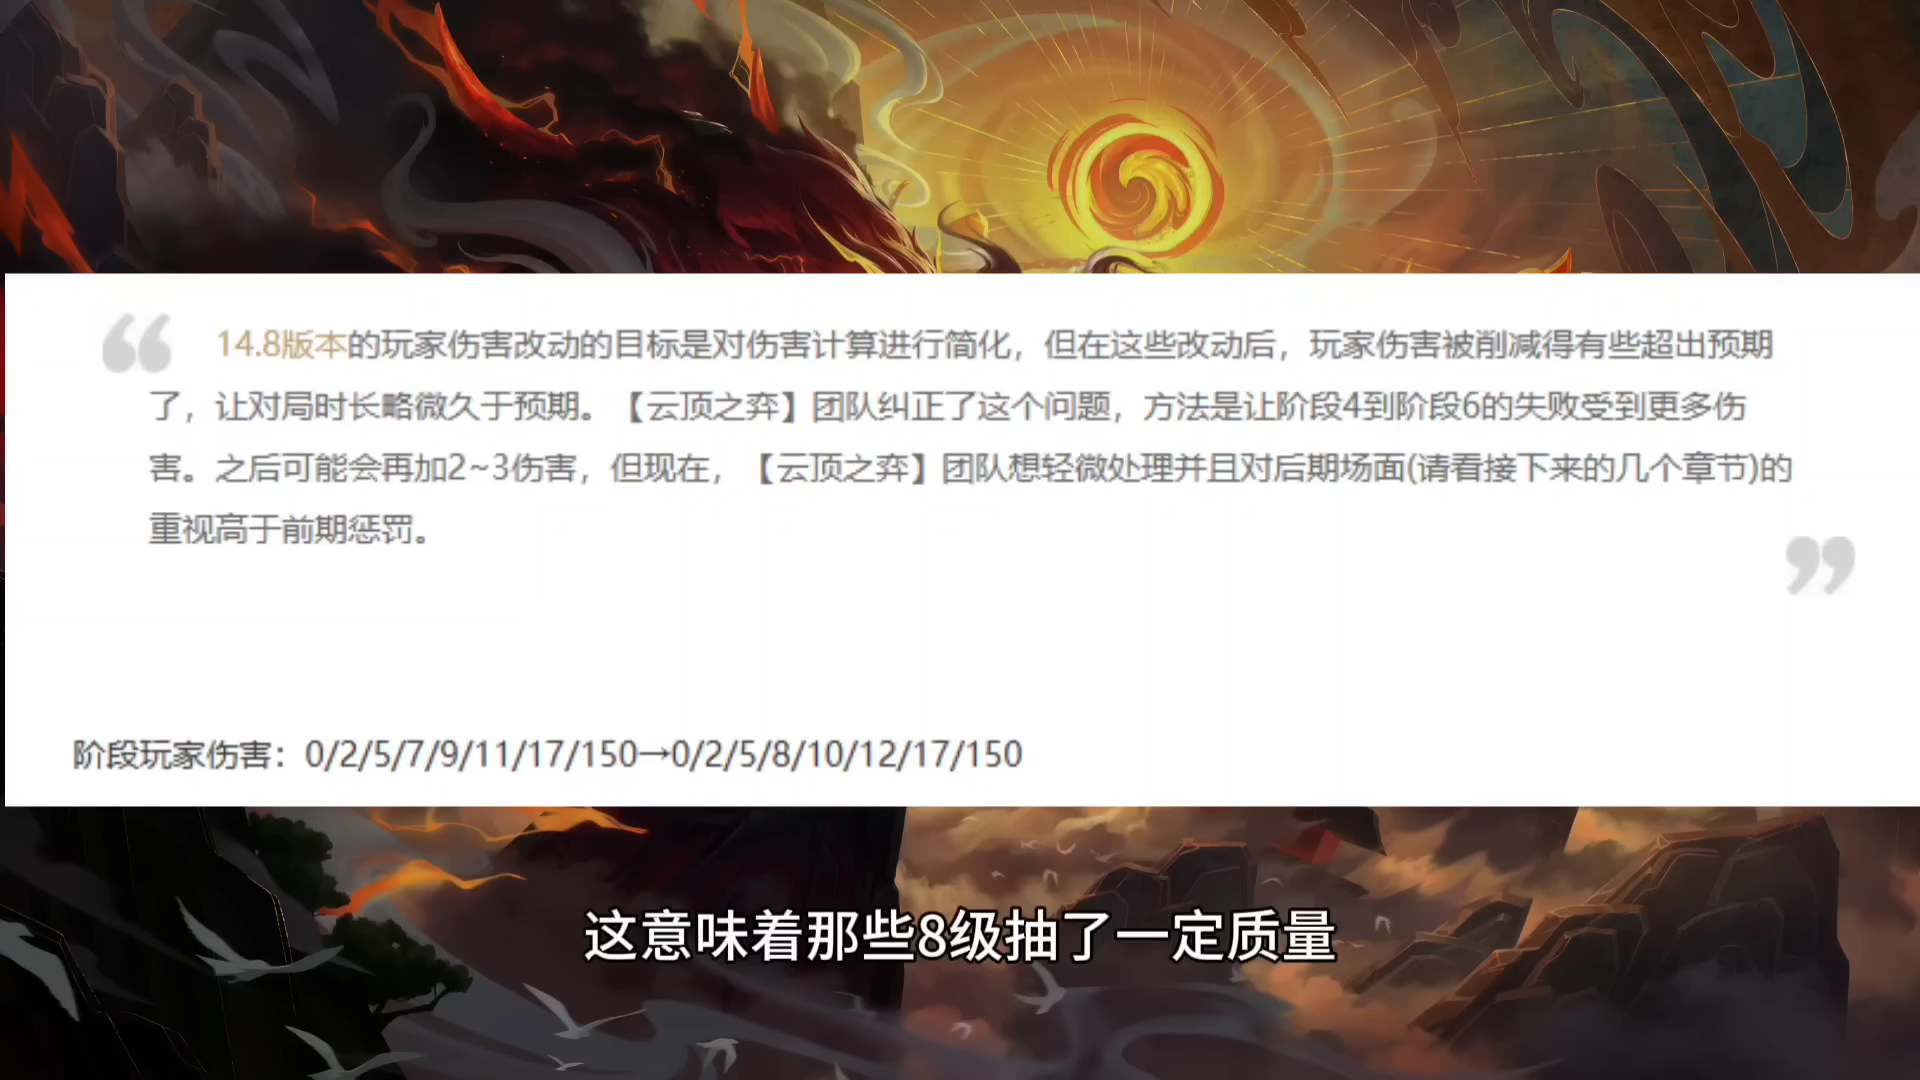 14.8版本的玩家伤害改动的目标是对伤害计算进行简化，但在这些改动后，玩家伤害被削减得有些超出预期
了，让对局时长略微久于预期。【云顶之弈】团队纠正了这个问题，方法是让阶段4到阶段6的失败受到更多伤
害。之后可能会再加2~3伤害，但现在，【云顶之弈】团队想轻微处理并且对后期场面(请看接下来的几个章节)的
重视高于前期惩罚。
阶段玩家伤害：0/2/5/7/9/11/17/150→0/2/5/8/10/12/17/150
这意味着那些8级抽了一定质量